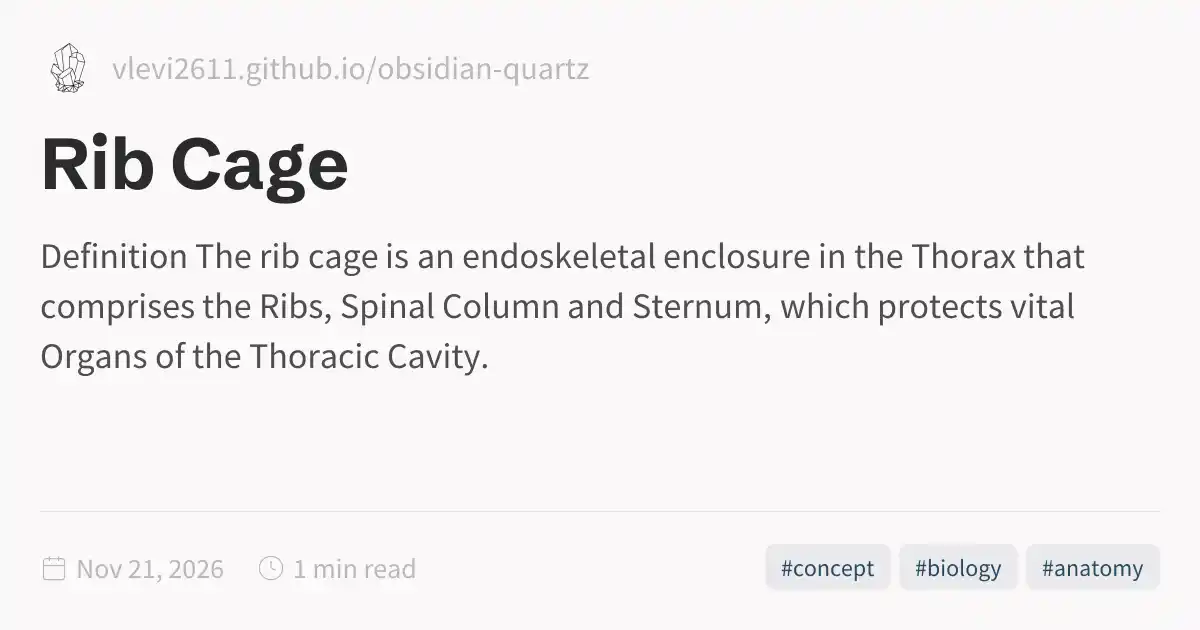 vlevi2611.github.io/obsidian-quartz
Rib Cage
Definition The rib cage is an endoskeletal enclosure in the Thorax that
comprises the Ribs, Spinal Column and Sternum, which protects vital
Organs of the Thoracic Cavity.
Nov 21, 2026 1 min read #concept #biology #anatomy